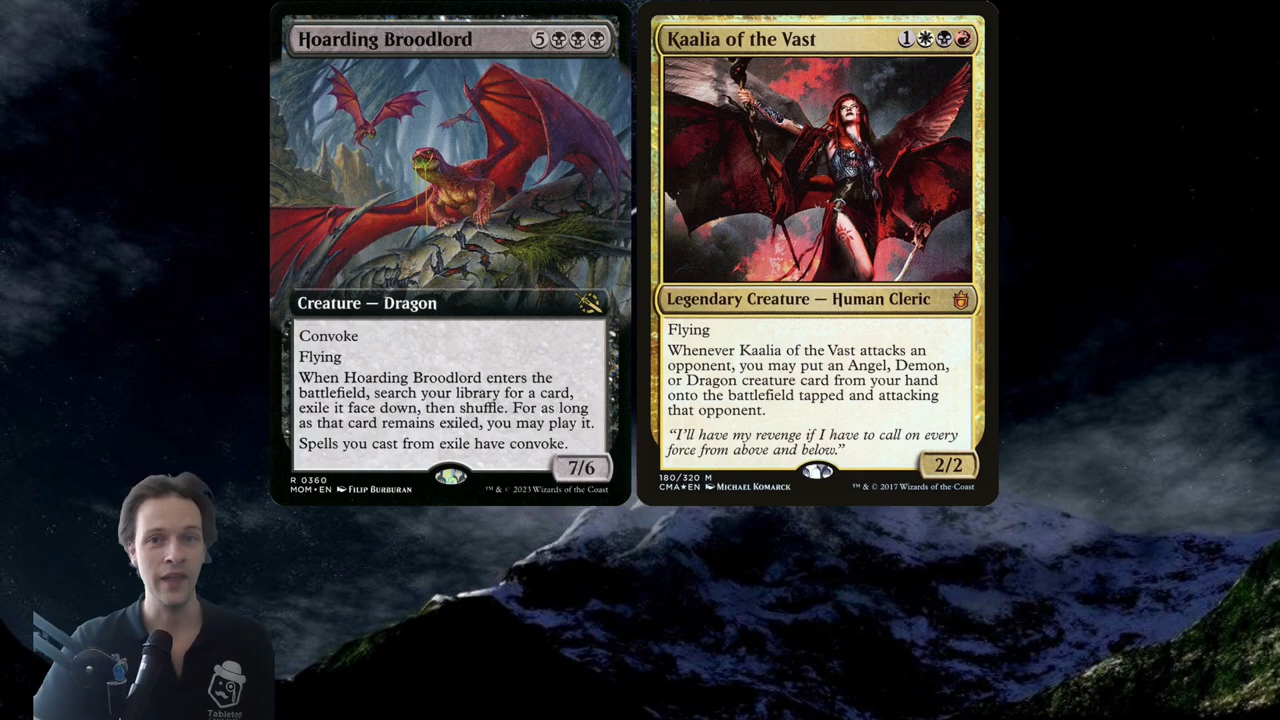 Hoarding Broodlord
5
Creature — Dragon
Convoke
Flying
When Hoarding Broodlord enters the
battlefield, search your library for a card,
exile it face down, then shuffle. For as long
as that card remains exiled, you may play it.
Spells you cast from exile have convoke.
7/6
R 0360
MOM • EN FILIP BURBURAN
™ & © 2023 Wizards of the Coast
Kaalia of the Vast
1
Legendary Creature — Human Cleric
Flying
Whenever Kaalia of the Vast attacks an
opponent, you may put an Angel, Demon,
or Dragon creature card from your hand
onto the battlefield tapped and attacking
that opponent.
“I’ll have my revenge if I have to call on every
force from above and below.”
2/2
180/320 M
CMA★EN MICHAEL KOMARCK
™ & © 2017 Wizards of the Coast
Tabletop